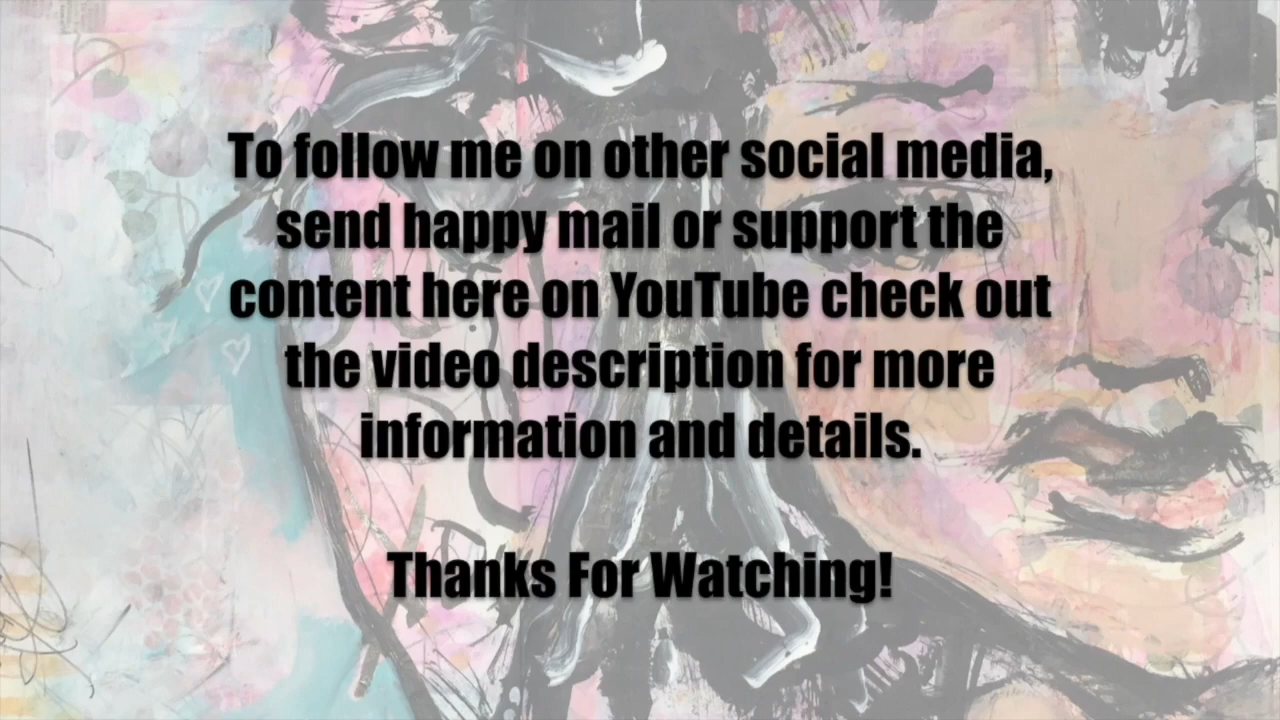 To follow me on other social media,
send happy mail or support the
content here on YouTube check out
the video description for more
information and details.
Thanks For Watching!